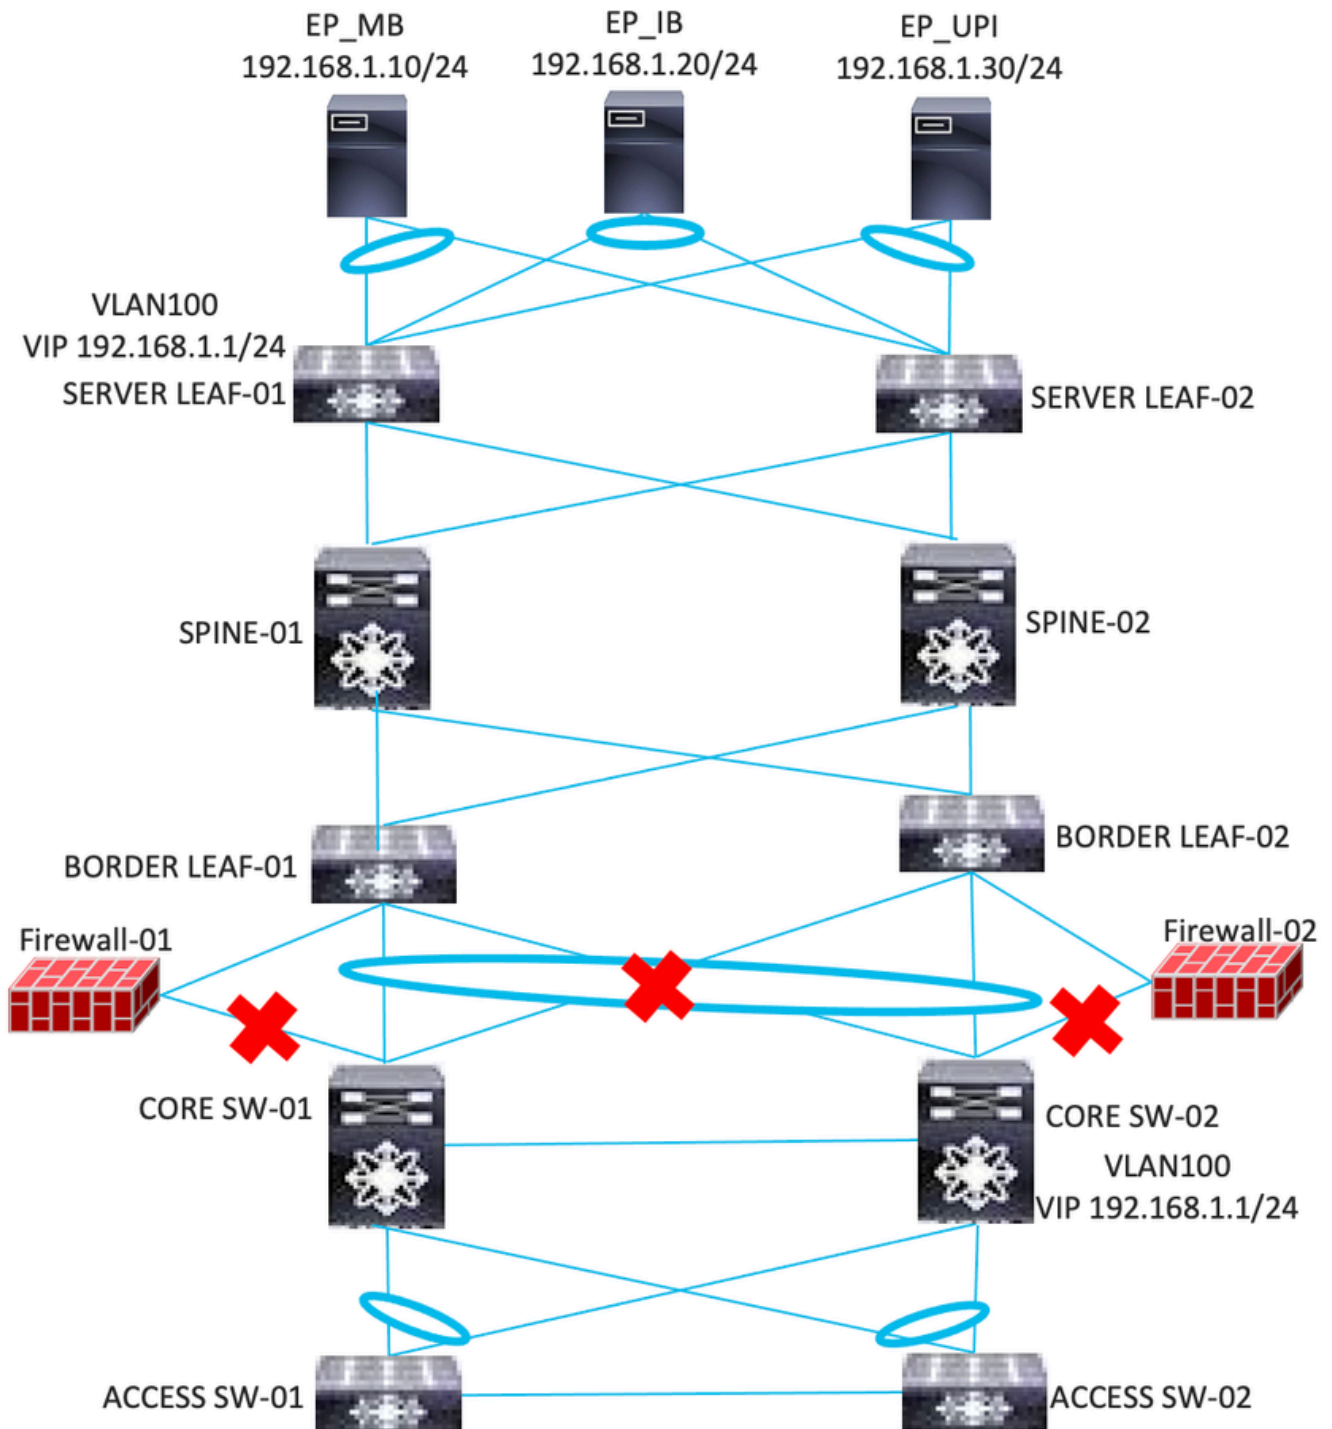 EP_MB
192.168.1.10/24
EP_IB
192.168.1.20/24
EP_UPI
192.168.1.30/24
VLAN100
VIP 192.168.1.1/24
SERVER LEAF-01
SERVER LEAF-02
SPINE-01
SPINE-02
BORDER LEAF-01
BORDER LEAF-02
Firewall-01
Firewall-02
CORE SW-01
CORE SW-02
VLAN100
VIP 192.168.1.1/24
ACCESS SW-01
ACCESS SW-02